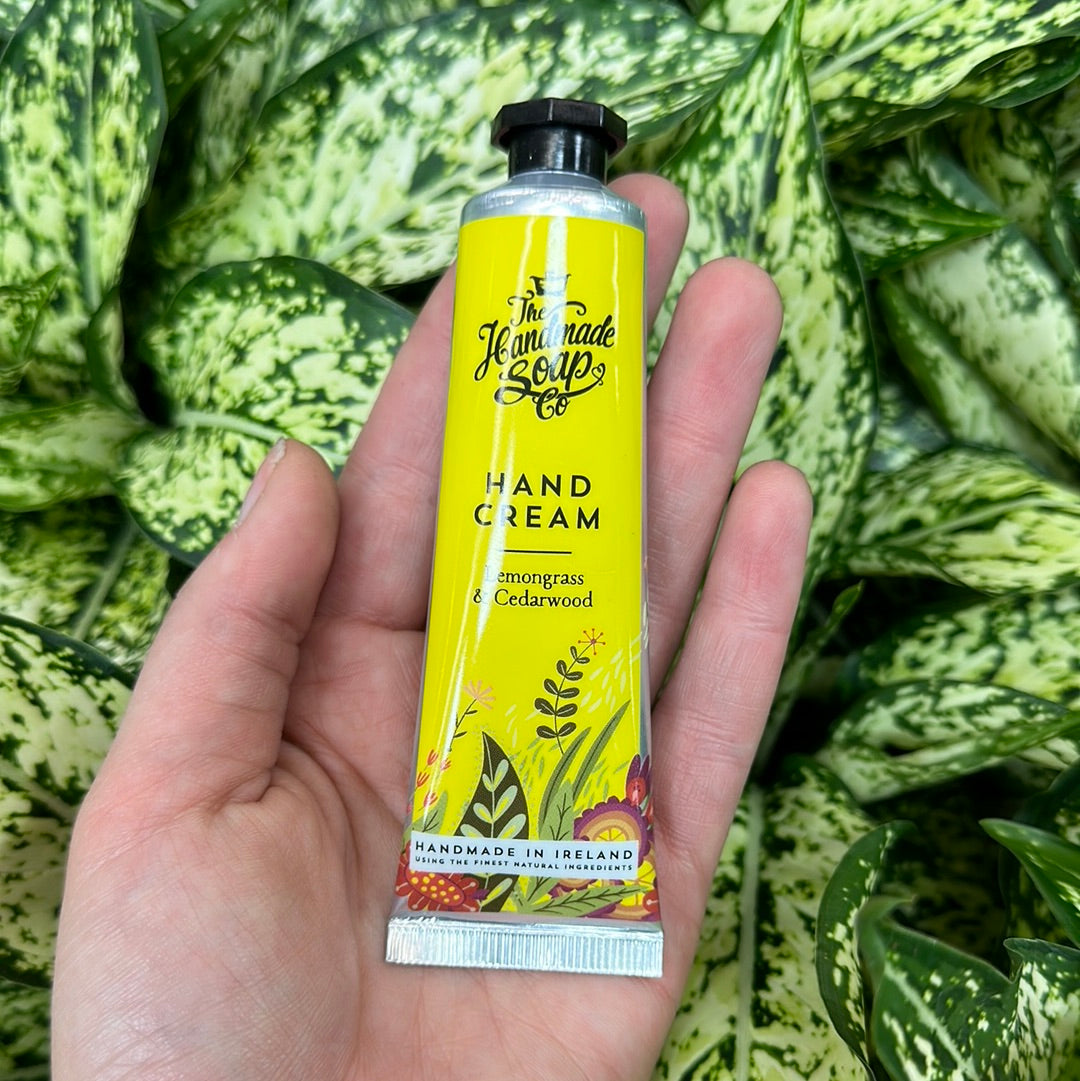 The
Handmade
Soap
Co
HAND
CREAM
Lemongrass
& Cedarwood
HANDMADE IN IRELAND
USING THE FINEST NATURAL INGREDIENTS